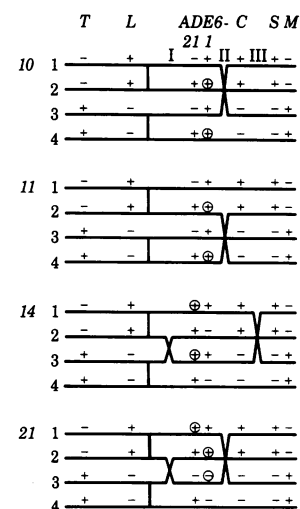 T L ADE6- C S M
21 1
− + I − + II + III + −
10 1
− + + ⊕ + + −
2
+ − − + − − +
3
+ − + ⊕ − − +
4
− + − + + + −
11 1
− + + ⊕ + + −
2
+ − − + − − +
3
+ − + ⊕ − − +
4
− + ⊕ + + + −
14 1
− + + − + + −
2
+ − ⊕ + − − +
3
+ − + − − − +
4
− + ⊕ + + + −
21 1
− + + ⊕ + + −
2
+ − − ⊖ − − +
3
+ − + − − − +
4